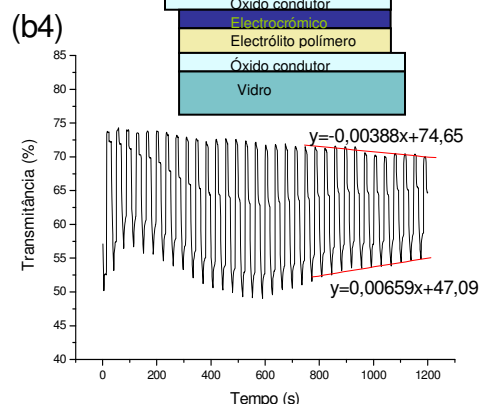 Óxido condutor
(b4)
Electrocrómico
Electrólito polímero
Óxido condutor
Vidro
85
80
75
70
65
60
55
50
45
40
Transmitância (%)
y=-0,00388x+74,65
y=0,00659x+47,09
0 200 400 600 800 1000 1200
Tempo (s)